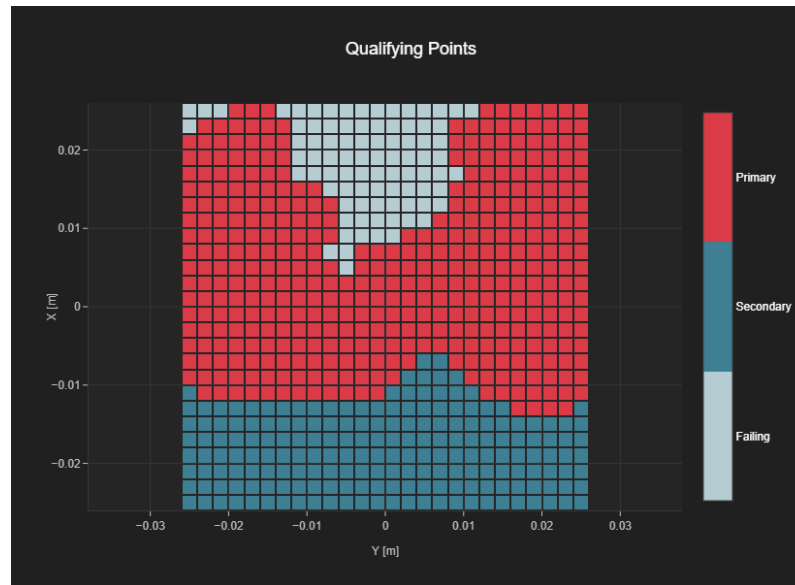 Qualifying Points
0.02
0.01
0
−0.01
−0.02
X [m]
−0.03
−0.02
−0.01
0
0.01
0.02
0.03
Y [m]
Primary
Secondary
Failing